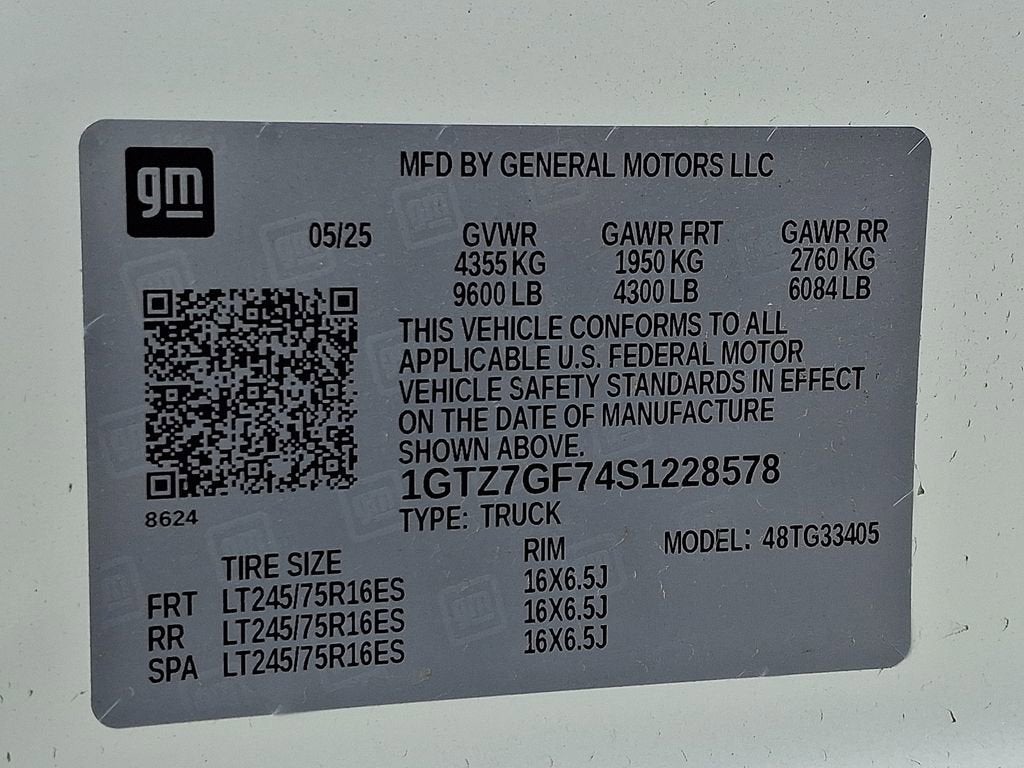 gm
MFD BY GENERAL MOTORS LLC
05/25 GVWR GAWR FRT GAWR RR
4355 KG 1950 KG 2760 KG
9600 LB 4300 LB 6084 LB
THIS VEHICLE CONFORMS TO ALL
APPLICABLE U.S. FEDERAL MOTOR
VEHICLE SAFETY STANDARDS IN EFFECT
ON THE DATE OF MANUFACTURE
SHOWN ABOVE.
1GTZ7GF74S1228578
8624
TYPE: TRUCK
MODEL: 48TG33405
TIRE SIZE RIM
FRT LT245/75R16ES 16X6.5J
RR LT245/75R16ES 16X6.5J
SPA LT245/75R16ES 16X6.5J